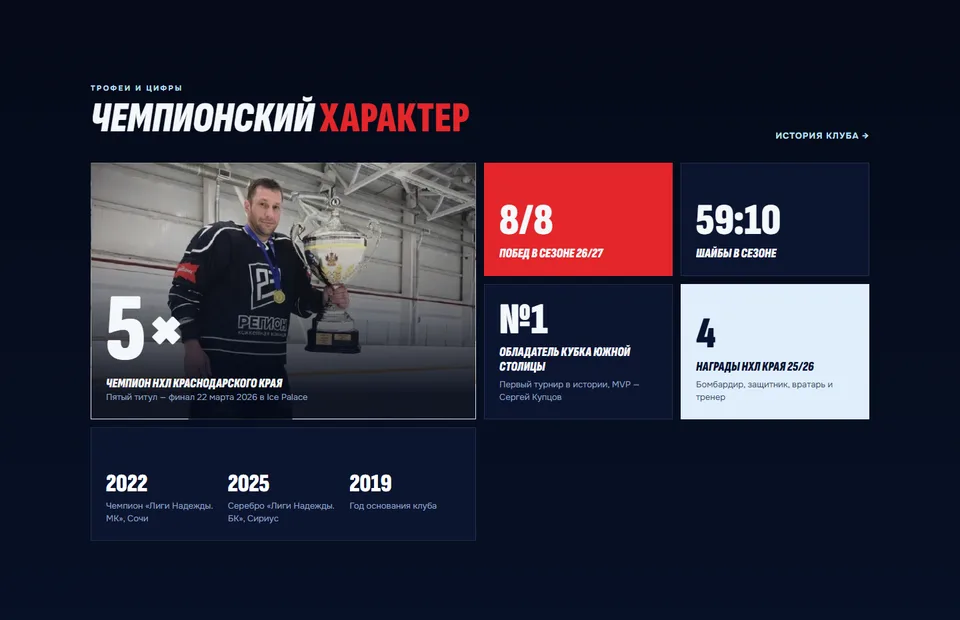 ТРОФЕИ И ЦИФРЫ
ЧЕМПИОНСКИЙ ХАРАКТЕР
ИСТОРИЯ КЛУБА →
РЕГИОН
5×
ЧЕМПИОН НХЛ КРАСНОДАРСКОГО КРАЯ
Пятый титул — финал 22 марта 2026 в Ice Palace
8/8
ПОБЕД В СЕЗОНЕ 26/27
59:10
ШАЙБЫ В СЕЗОНЕ
№1
ОБЛАДАТЕЛЬ КУБКА ЮЖНОЙ
СТОЛИЦЫ
Первый турнир в истории, MVP —
Сергей Купцов
4
НАГРАДЫ НХЛ КРАЯ 25/26
Бомбардир, защитник, вратарь и
тренер
2022
Чемпион «Лиги Надежды.
МК», Сочи
2025
Серебро «Лиги Надежды.
БК», Сириус
2019
Год основания клуба